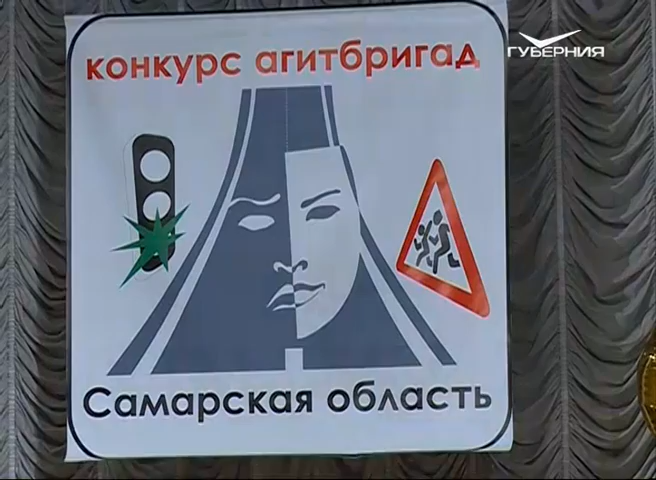 конкурс агитбригад
ГУБЕРНИЯ
Самарская область